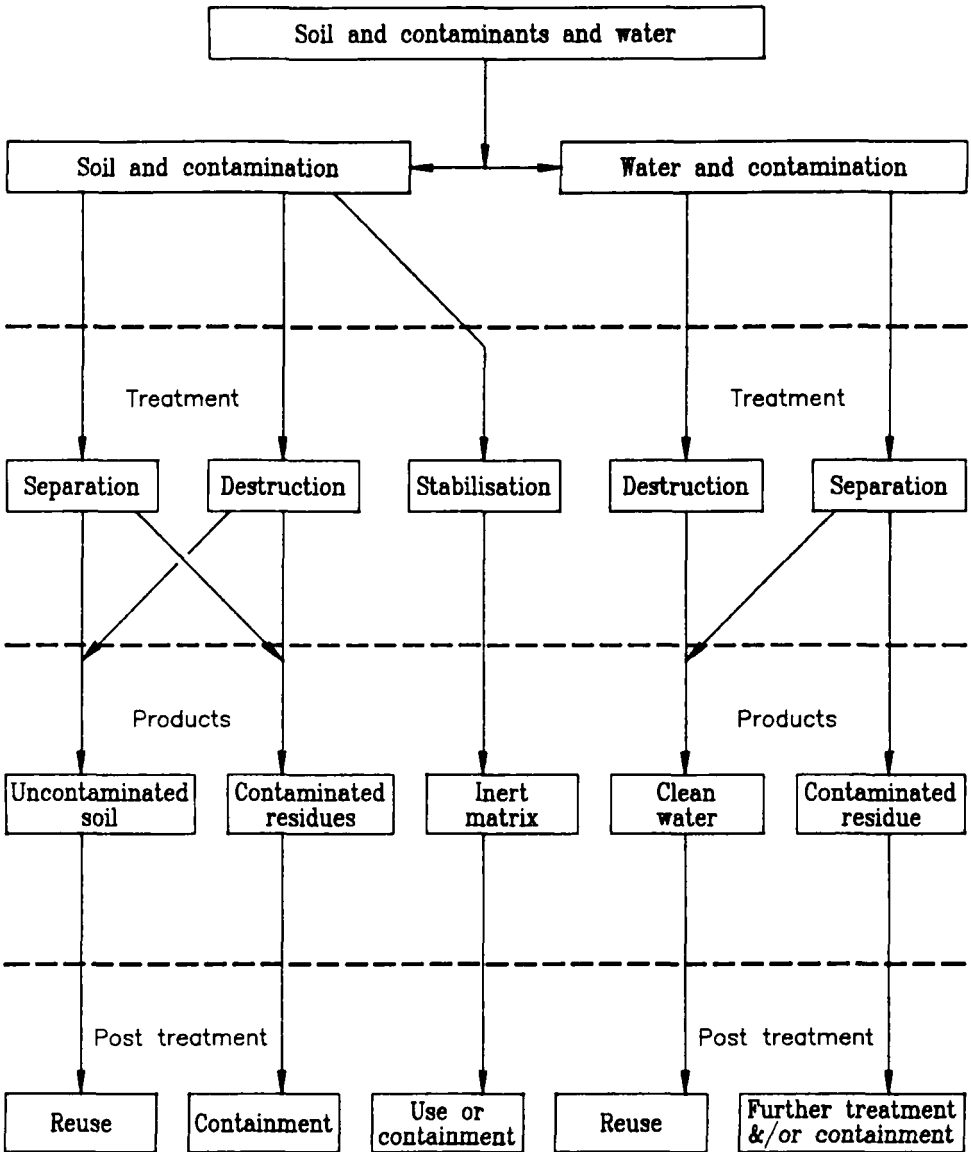 Soil and contaminants and water
Soil and contamination
Water and contamination
Treatment
Treatment
Separation
Destruction
Stabilisation
Destruction
Separation
Products
Products
Uncontaminated
soil
Contaminated
residues
Inert
matrix
Clean
water
Contaminated
residue
Post treatment
Post treatment
Reuse
Containment
Use or
containment
Reuse
Further treatment
&/or containment